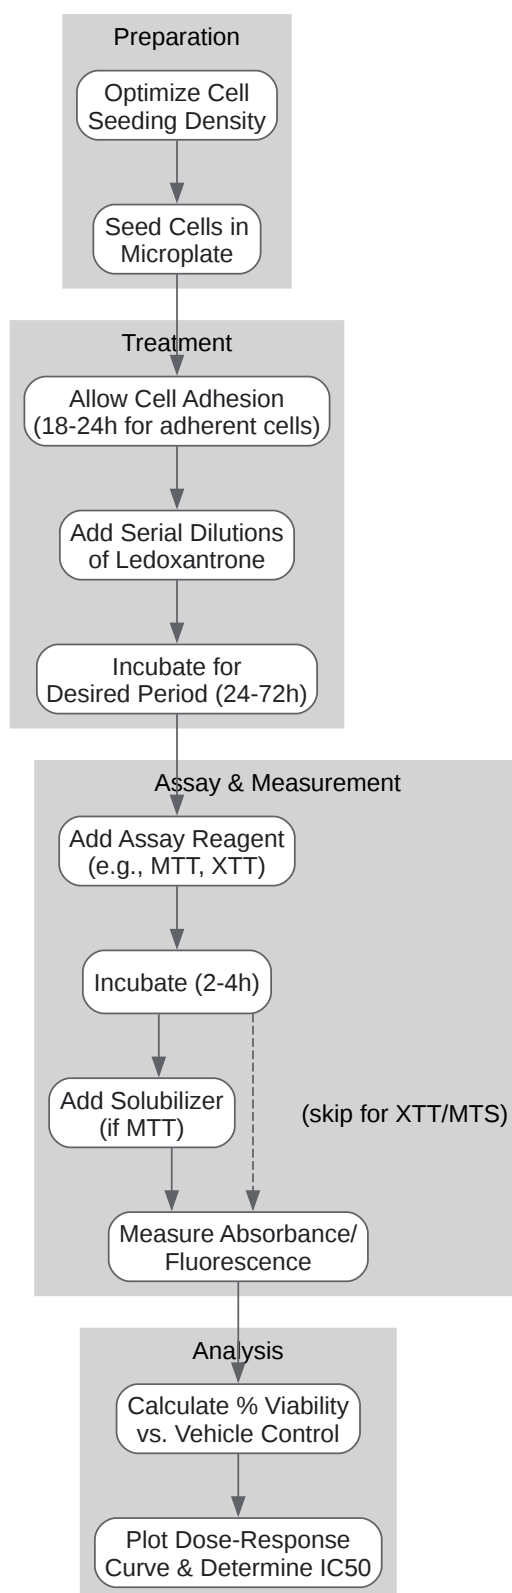 Preparation
Optimize Cell
Seeding Density
Seed Cells in
Microplate
Treatment
Allow Cell Adhesion
(18-24h for adherent cells)
Add Serial Dilutions
of Ledoxantrone
Incubate for
Desired Period (24-72h)
Assay & Measurement
Add Assay Reagent
(e.g., MTT, XTT)
Incubate (2-4h)
Add Solubilizer
(if MTT)
(skip for XTT/MTS)
Measure Absorbance/
Fluorescence
Analysis
Calculate % Viability
vs. Vehicle Control
Plot Dose-Response
Curve & Determine IC50